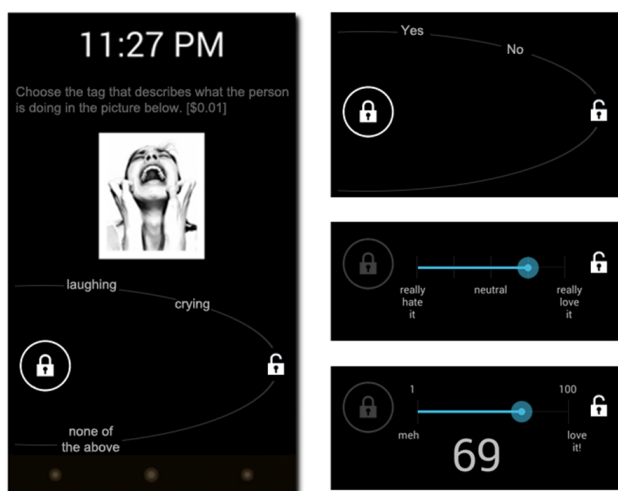 11:27 PM
Choose the tag that describes what the person
is doing in the picture below. [$0.01]
laughing
crying
none of
the above
Yes
No
really
hate
it
neutral
really
love
it
1
100
meh
love
it!
69